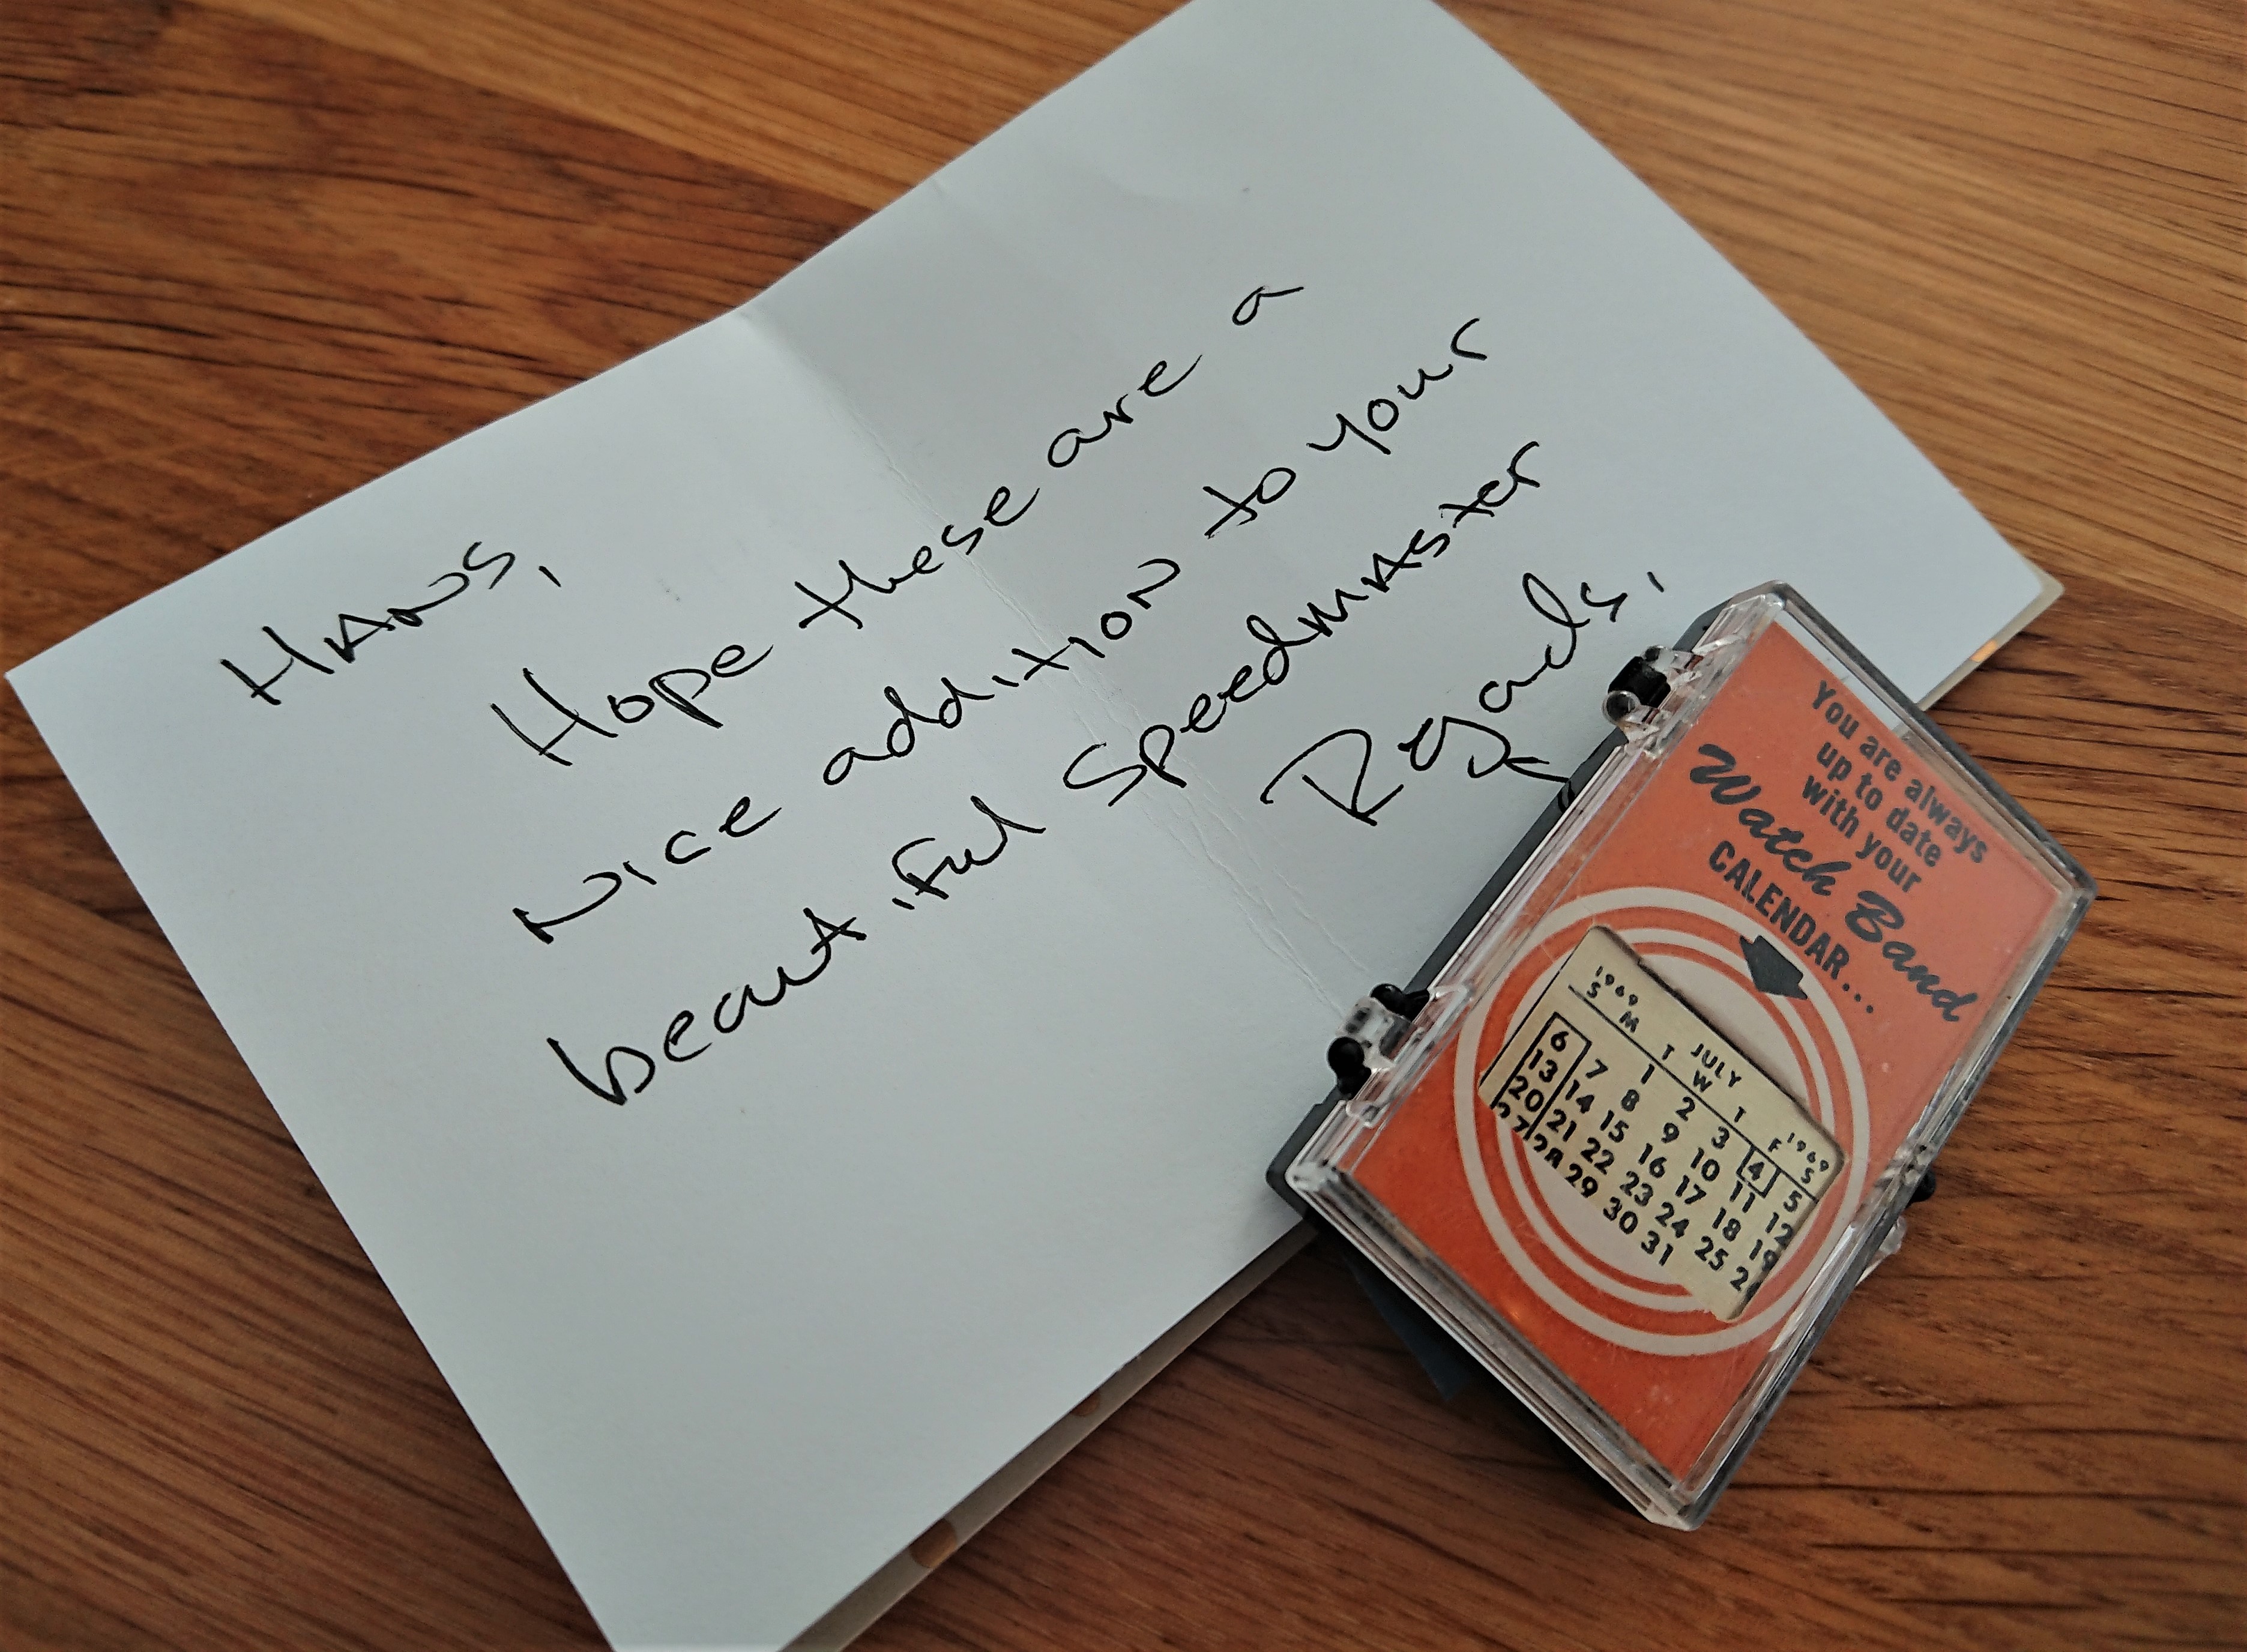 HANS,
Hope these are a
nice addition to your
beautiful Speedmaster
Regards,
You are always
up to date
with your
Watch Band
CALENDAR...
1969 JULY 1969
S M T W T F S
1 2 3 4 5
6 7 8 9 10 11 12
13 14 15 16 17 18 19
20 21 22 23 24 25
27 28 29 30 31